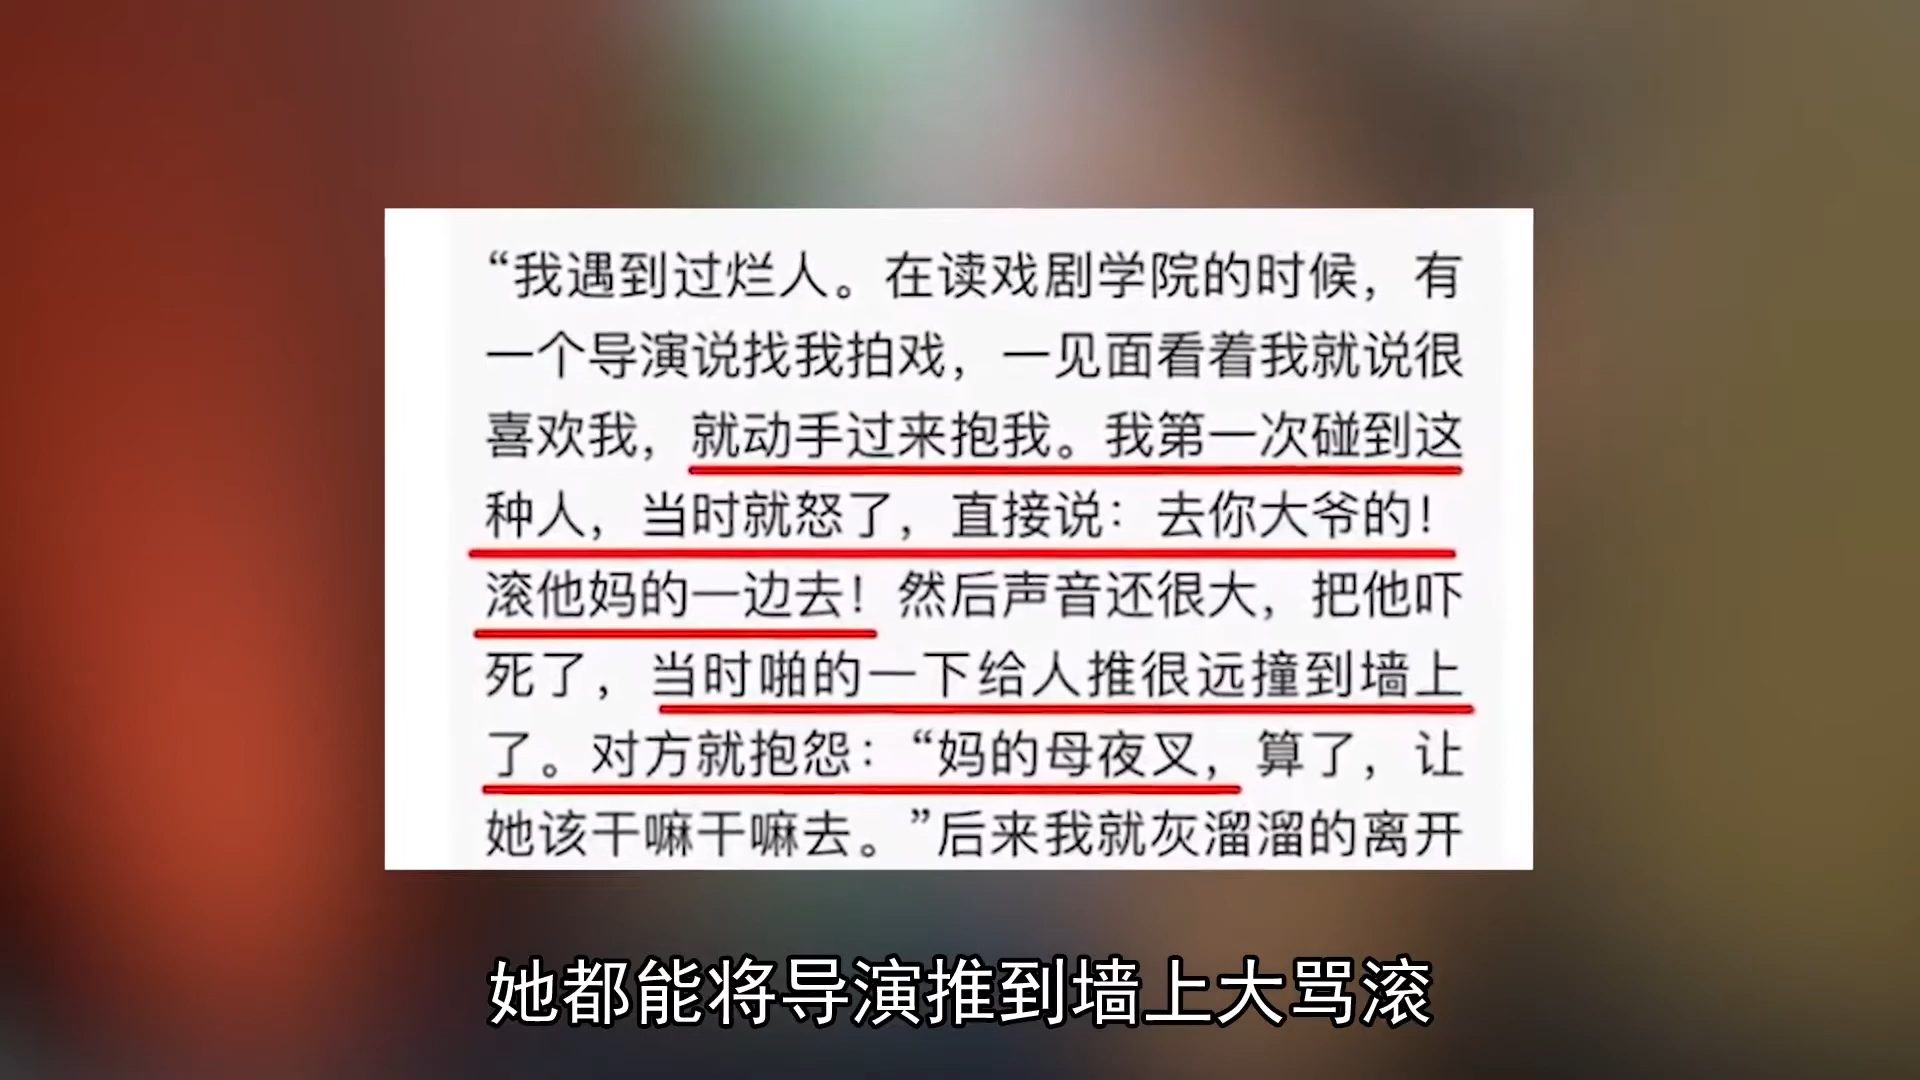 “我遇到过烂人。在读戏剧学院的时候，有
一个导演说找我拍戏，一见面看着我就说很
喜欢我，就动手过来抱我。我第一次碰到这
种人，当时就怒了，直接说：去你大爷的！
滚他妈的一边去！然后声音还很大，把他吓
死了，当时啪的一下给人推很远撞到墙上
了。对方就抱怨：“妈的母夜叉，算了，让
她该干嘛干嘛去。”后来我就灰溜溜的离开
她都能将导演推到墙上大骂滚